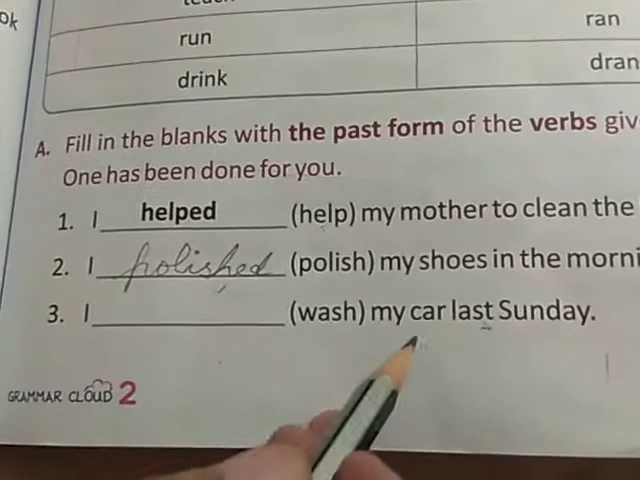 ok
run ran
drink dran
A. Fill in the blanks with the past form of the verbs giv
One has been done for you.
1. I helped (help) my mother to clean the
2. I polished (polish) my shoes in the morni
3. I (wash) my car last Sunday.
GRAMMAR CLOUD 2